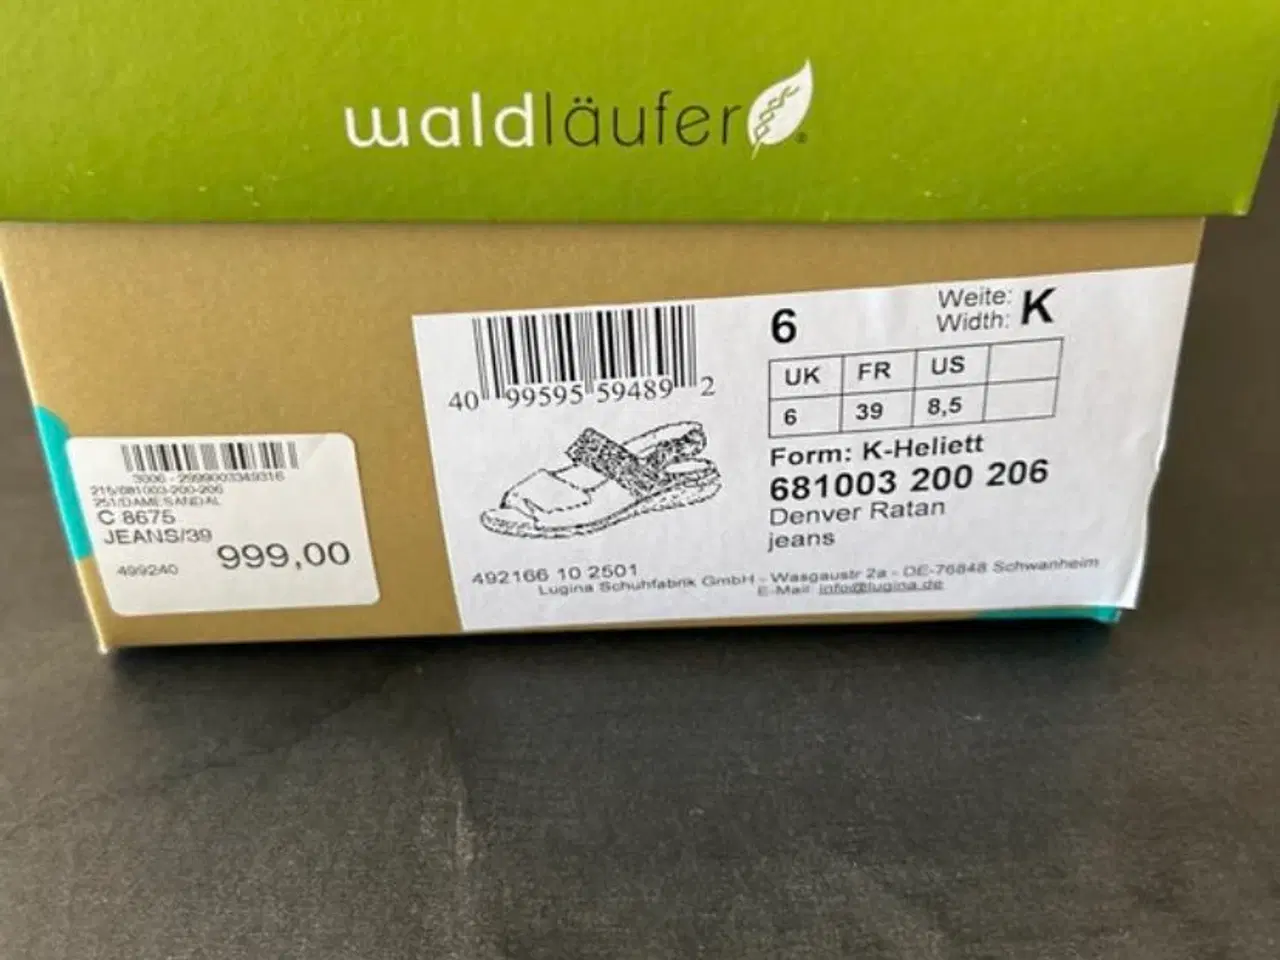 waldläufer
®
40 99595 59489 2
6
Weite:
Width: K
UK FR US
6 39 8,5
Form: K-Heliett
681003 200 206
Denver Ratan
jeans
492166 10 2501
Lugina Schuhfabrik GmbH - Wasgaustr 2a - DE-76848 Schwanheim
E-Mail info@lugina.de
3006 - 2999003349316
215/681003-200-206
251/DAMESANDAL
C 8675
JEANS/39
499240 999,00